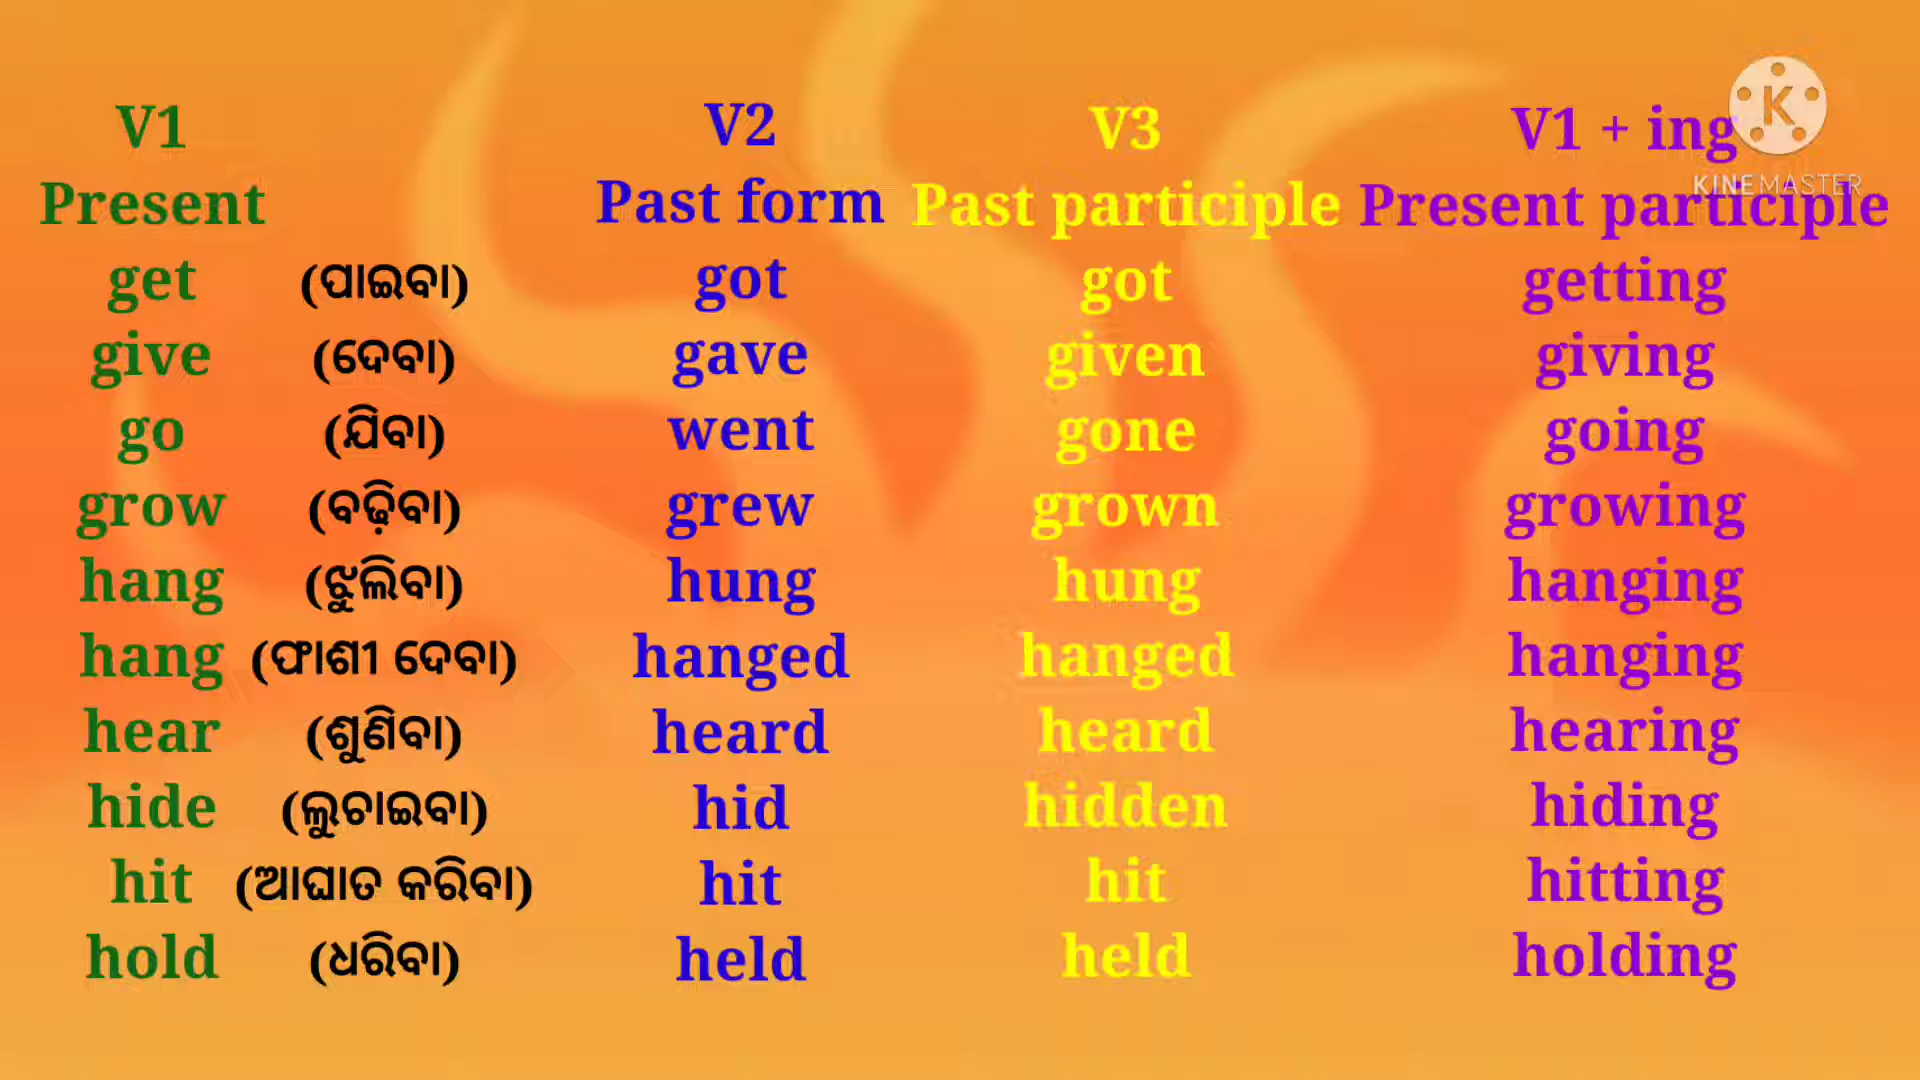 V1 V2 V3 V1 + ing
Present Past form Past participle Present participle
get (ପାଇବା) got got getting
give (ଦେବା) gave given giving
go (ଯିବା) went gone going
grow (ବଢ଼ିବା) grew grown growing
hang (ଝୁଲିବା) hung hung hanging
hang (ଫାଶୀ ଦେବା) hanged hanged hanging
hear (ଶୁଣିବା) heard heard hearing
hide (ଲୁଚାଇବା) hid hidden hiding
hit (ଆଘାତ କରିବା) hit hit hitting
hold (ଧରିବା) held held holding
K
KINEMASTER